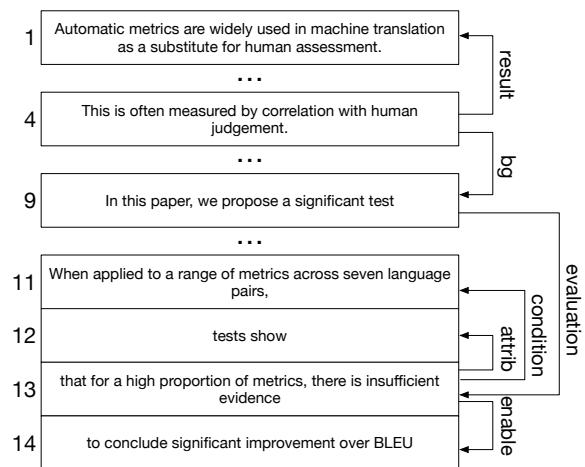 1
Automatic metrics are widely used in machine translation
as a substitute for human assessment.
...
result
4
This is often measured by correlation with human
judgement.
...
bg
9
In this paper, we propose a significant test
...
evaluation
11
When applied to a range of metrics across seven language
pairs,
condition
12
tests show
attrib
13
that for a high proportion of metrics, there is insufficient
evidence
enable
14
to conclude significant improvement over BLEU